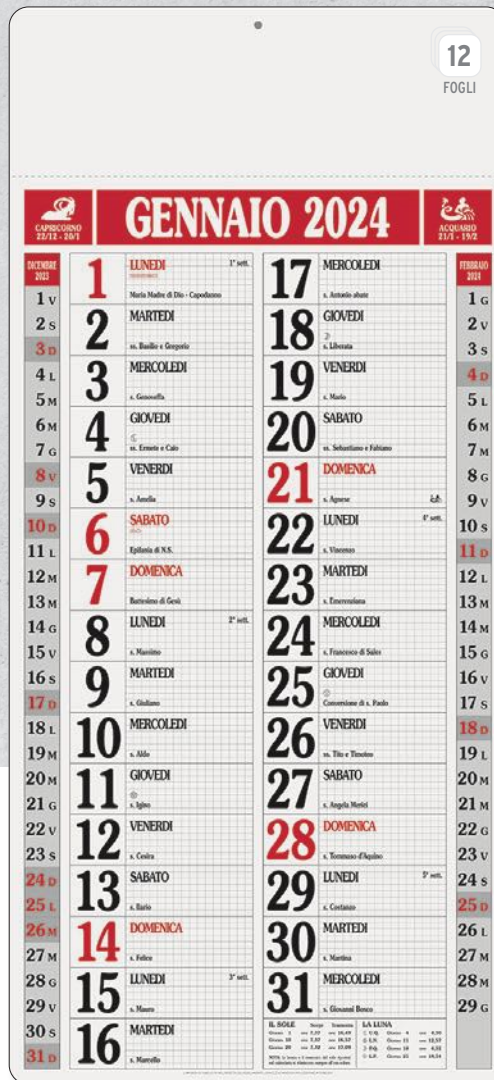 12
FOGLI
CAPRICORNO
22/12 - 20/1
GENNAIO 2024
ACQUARIO
21/1 - 19/2
DICEMBRE
2023
1 V
2 S
3 D
4 L
5 M
6 M
7 G
8 V
9 S
10 D
11 L
12 M
13 M
14 G
15 V
16 S
17 D
18 L
19 M
20 M
21 G
22 V
23 S
24 D
25 L
26 M
27 M
28 G
29 V
30 S
31 D
1 LUNEDI 1ª sett.
Maria Madre di Dio - Capodanno
2 MARTEDI
ss. Basilio e Gregorio
3 MERCOLEDI
s. Genoveffa
4 GIOVEDI
ss. Ermete e Caio
5 VENERDI
s. Amelia
6 SABATO
Epifania di N.S.
7 DOMENICA
Battesimo di Gesù
8 LUNEDI 2ª sett.
s. Massimo
9 MARTEDI
s. Giuliano
10 MERCOLEDI
s. Aldo
11 GIOVEDI
s. Igino
12 VENERDI
s. Cesira
13 SABATO
s. Ilario
14 DOMENICA
s. Felice
15 LUNEDI 3ª sett.
s. Mauro
16 MARTEDI
s. Marcello
17 MERCOLEDI
s. Antonio abate
18 GIOVEDI
s. Liberata
19 VENERDI
s. Mario
20 SABATO
ss. Sebastiano e Fabiano
21 DOMENICA
s. Agnese
22 LUNEDI 4ª sett.
s. Vincenzo
23 MARTEDI
s. Emerenziana
24 MERCOLEDI
s. Francesco di Sales
25 GIOVEDI
Conversione di s. Paolo
26 VENERDI
ss. Tito e Timoteo
27 SABATO
s. Angela Merici
28 DOMENICA
s. Tommaso d'Aquino
29 LUNEDI 5ª sett.
s. Costanzo
30 MARTEDI
s. Martina
31 MERCOLEDI
s. Giovanni Bosco
IL SOLE
LA LUNA
FEBBRAIO
2024
1 G
2 V
3 S
4 D
5 L
6 M
7 M
8 G
9 V
10 S
11 D
12 L
13 M
14 M
15 G
16 V
17 S
18 D
19 L
20 M
21 M
22 G
23 V
24 S
25 D
26 L
27 M
28 M
29 G